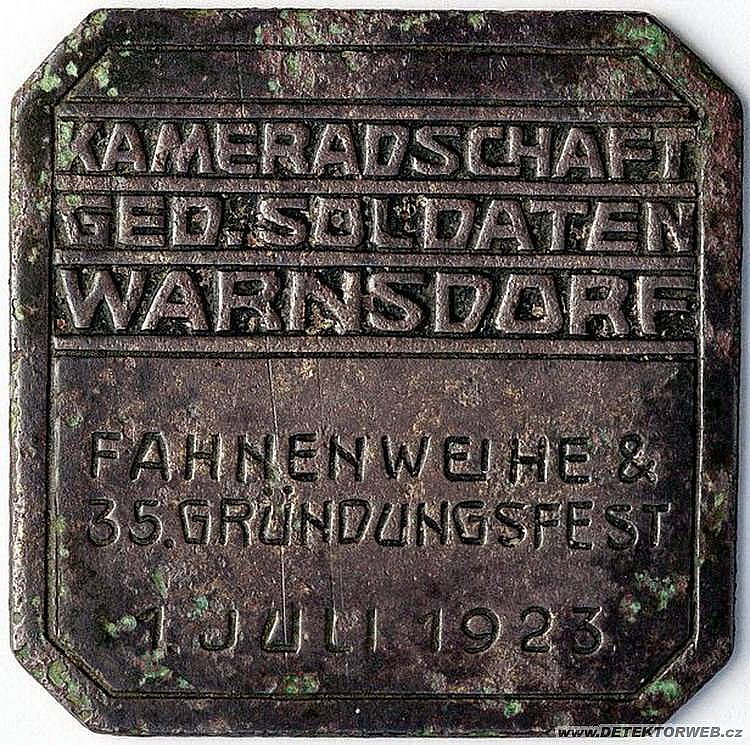 KAMERADSCHAFT
GED. SOLDATEN
WARNSDORF
FAHNENWEIHE &
35. GRÜNDUNGSFEST
1. JULI 1923
www.DETEKTORWEB.cz